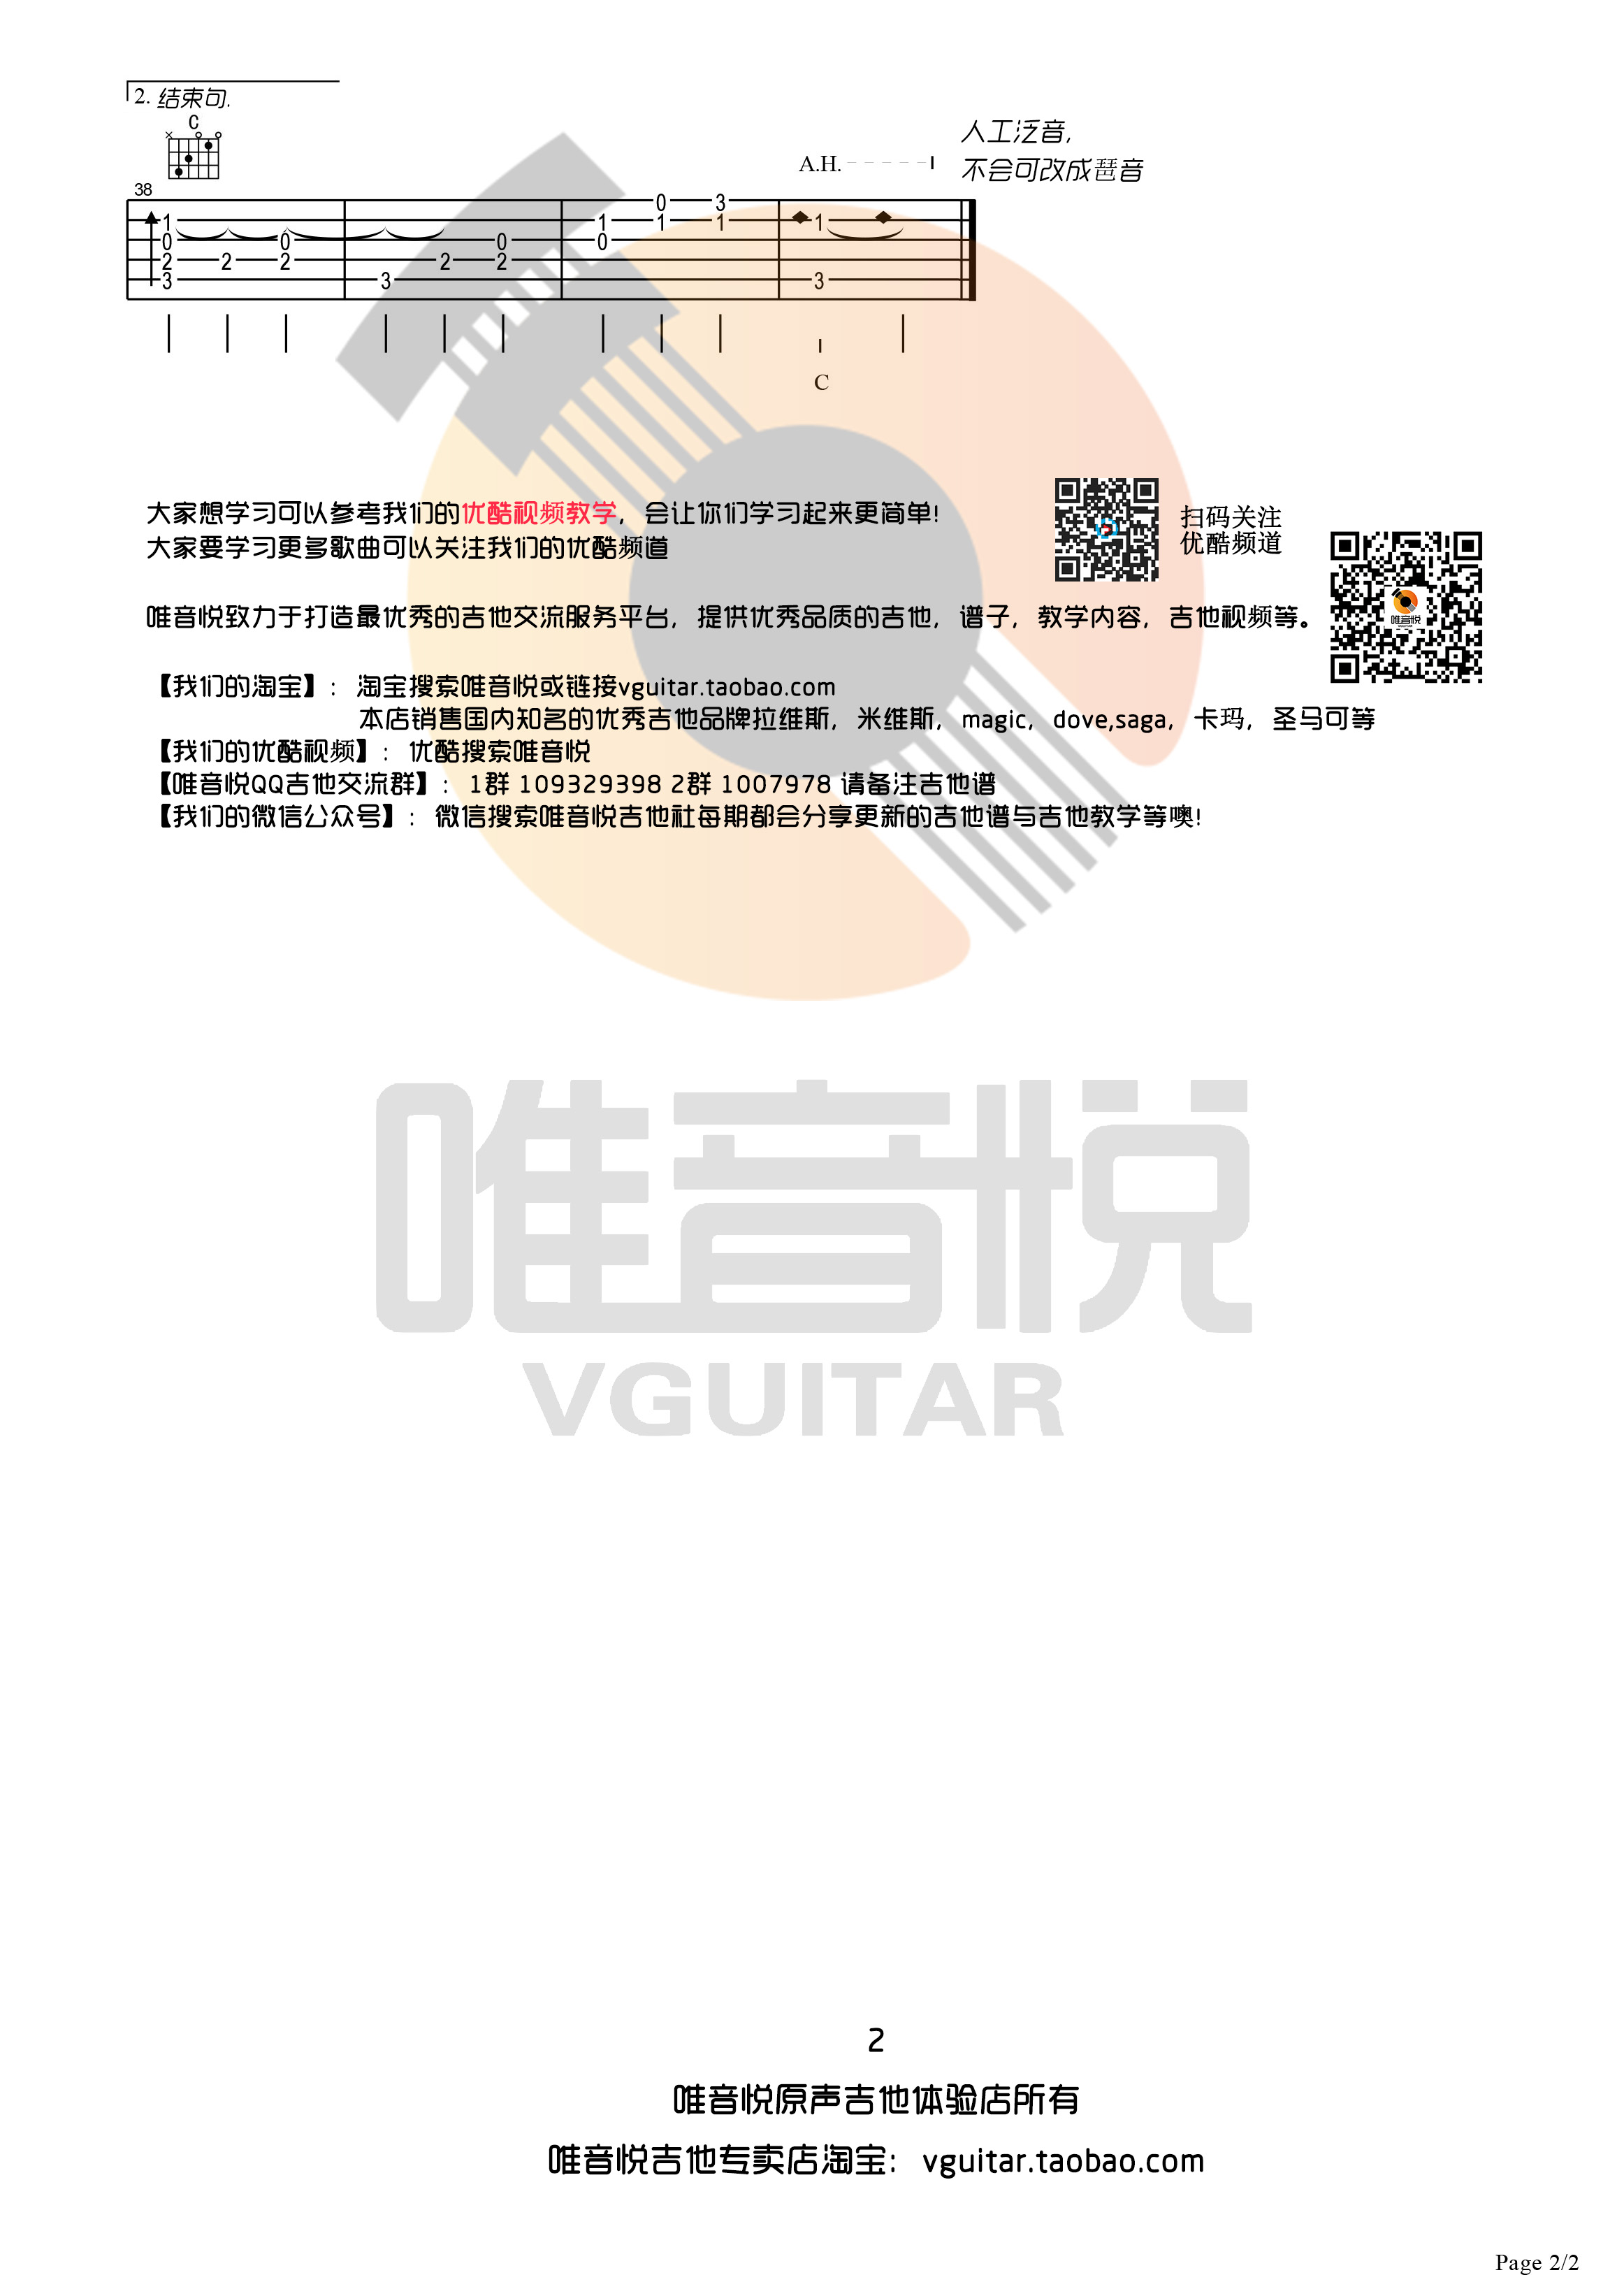 2. 结束句.
C
人工泛音,
A.H.
不会可改成琶音
38
0 3
1 1 1 1 1
0 0 0 0
2 2 2 2 2
3 3 3
C
大家想学习可以参考我们的优酷视频教学, 会让你们学习起来更简单!
大家要学习更多歌曲可以关注我们的优酷频道
扫码关注
优酷频道
唯音悦致力于打造最优秀的吉他交流服务平台, 提供优秀品质的吉他, 谱子, 教学内容, 吉他视频等。
唯音悦
【我们的淘宝】: 淘宝搜索唯音悦或链接vguitar.taobao.com
本店销售国内知名的优秀吉他品牌拉维斯, 米维斯, magic, dove,saga, 卡玛, 圣马可等
【我们的优酷视频】: 优酷搜索唯音悦
【唯音悦QQ吉他交流群】: 1群 109329398 2群 1007978 请备注吉他谱
【我们的微信公众号】: 微信搜索唯音悦吉他社每期都会分享更新的吉他谱与吉他教学等噢!
唯音悦
VGUITAR
2
唯音悦原声吉他体验店所有
唯音悦吉他专卖店淘宝: vguitar.taobao.com
Page 2/2